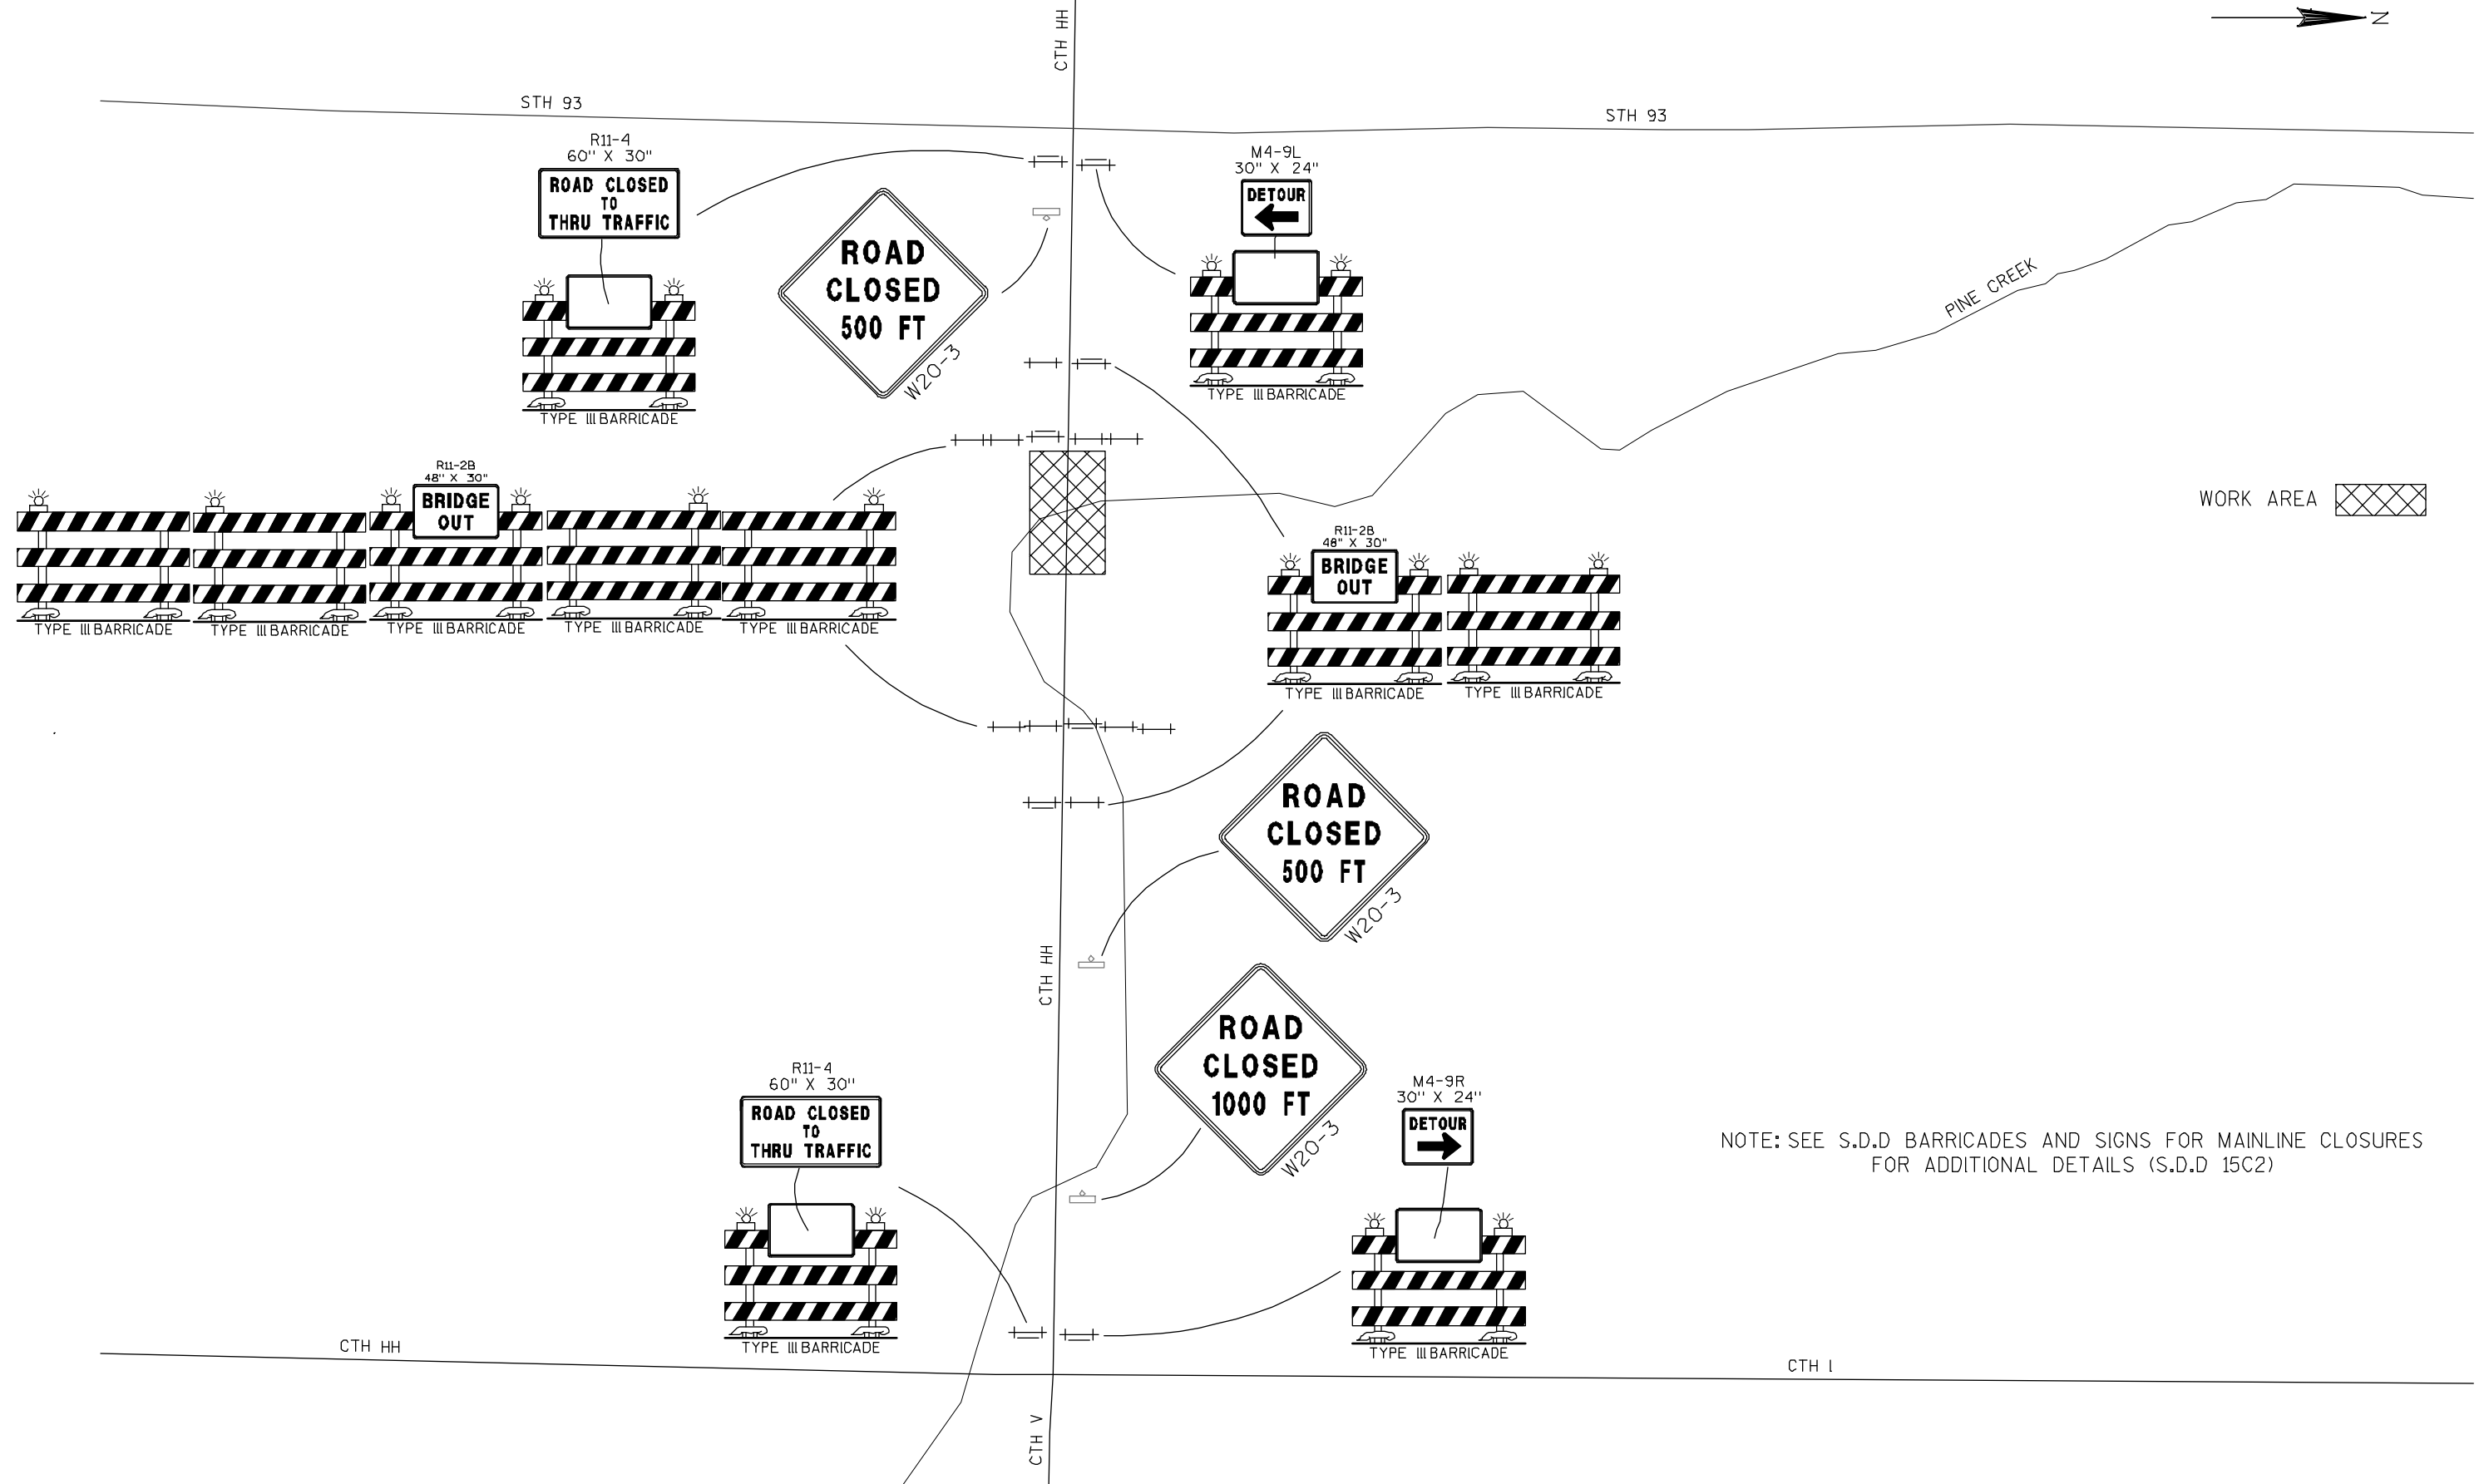 CTH HH
N
STH 93
STH 93
R11-4
60" X 30"
ROAD CLOSED
TO
THRU TRAFFIC
TYPE III BARRICADE
ROAD
CLOSED
500 FT
W20-3
M4-9L
30" X 24"
DETOUR
TYPE III BARRICADE
PINE CREEK
WORK AREA
R11-2B
48" X 30"
BRIDGE
OUT
TYPE III BARRICADE
TYPE III BARRICADE
TYPE III BARRICADE
TYPE III BARRICADE
TYPE III BARRICADE
R11-2B
48" X 30"
BRIDGE
OUT
TYPE III BARRICADE
TYPE III BARRICADE
ROAD
CLOSED
500 FT
W20-3
CTH HH
ROAD
CLOSED
1000 FT
W20-3
R11-4
60" X 30"
ROAD CLOSED
TO
THRU TRAFFIC
TYPE III BARRICADE
M4-9R
30" X 24"
DETOUR
TYPE III BARRICADE
NOTE: SEE S.D.D BARRICADES AND SIGNS FOR MAINLINE CLOSURES
FOR ADDITIONAL DETAILS (S.D.D 15C2)
CTH HH
CTH I
CTH V